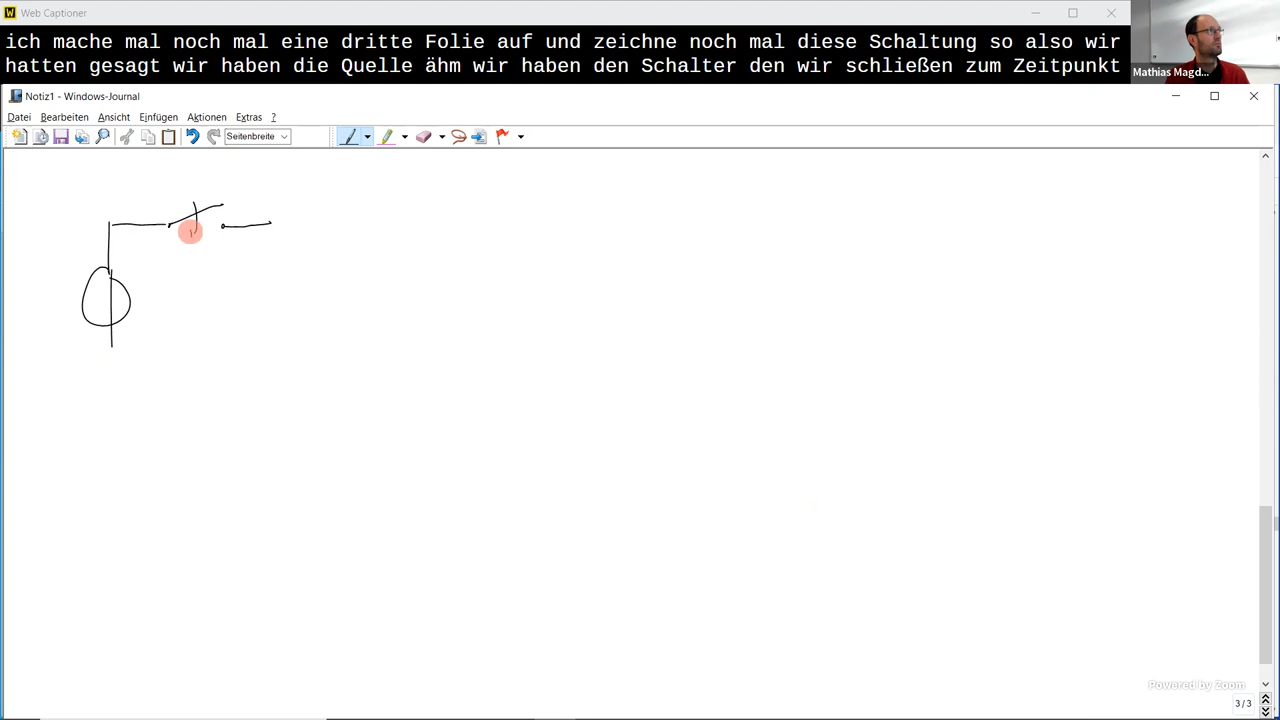 Web Captioner
ich mache mal noch mal eine dritte Folie auf und zeichne noch mal diese Schaltung so also wir
hatten gesagt wir haben die Quelle ähm wir haben den Schalter den wir schließen zum Zeitpunkt
Mathias Magd...
Notiz1 - Windows-Journal
Datei Bearbeiten Ansicht Einfügen Aktionen Extras ?
Seitenbreite
Powered by Zoom
3 / 3